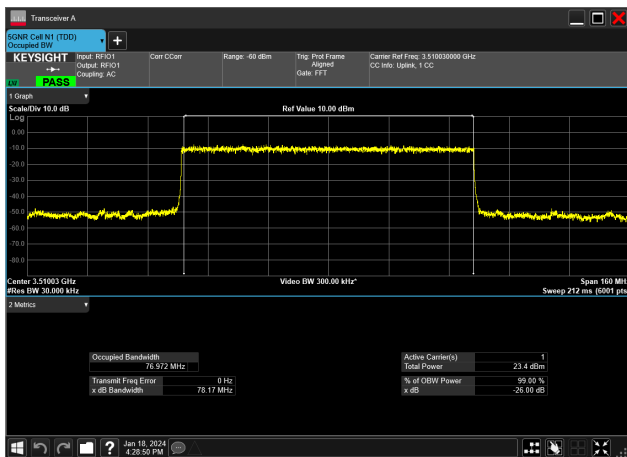 Transceiver A
5GNR Cell N1 (TDD)
Occupied BW
+
KEYSIGHT
LXI
PASS
Input: RFIO1
Output: RFIO1
Coupling: AC
Corr CCorr
Range: -60 dBm
Trig: Prot Frame
Aligned
Gate: FFT
Carrier Ref Freq: 3.510030000 GHz
CC Info: Uplink, 1 CC
1 Graph
Scale/Div 10.0 dB
Ref Value 10.00 dBm
Log
0.00
-10.0
-20.0
-30.0
-40.0
-50.0
-60.0
-70.0
-80.0
Center 3.51003 GHz
Video BW 300.00 kHz*
Span 160 MHz
#Res BW 30.000 kHz
Sweep 212 ms (6001 pts
2 Metrics
Occupied Bandwidth
76.972 MHz
Active Carrier(s) 1
Total Power 23.4 dBm
Transmit Freq Error 0 Hz
x dB Bandwidth 78.17 MHz
% of OBW Power 99.00 %
x dB -26.00 dB
?
Jan 18, 2024
4:28:50 PM